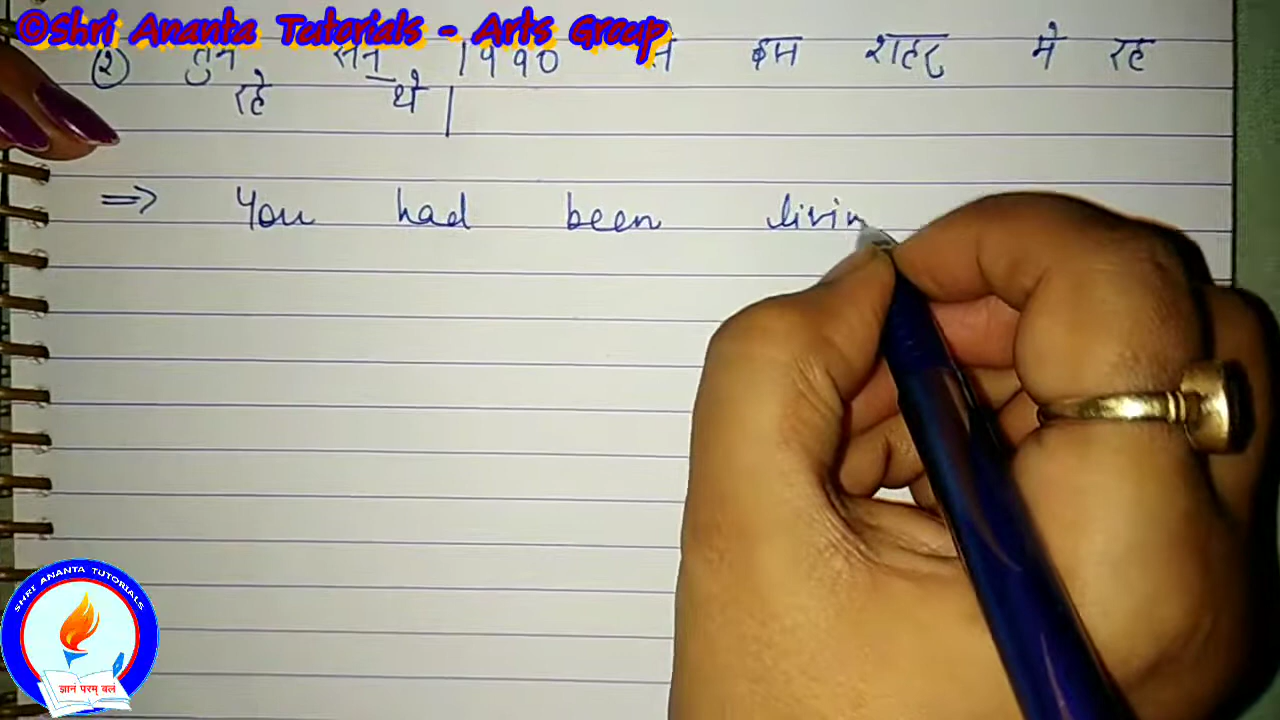 ©Shri Ananta Tutorials - Arts Group
(२) तुम सन् 1990 से इस शहर में रह
रहे थे|
⇒ You had been livin
SHRI ANANTA TUTORIALS
ज्ञानं परमं बलं